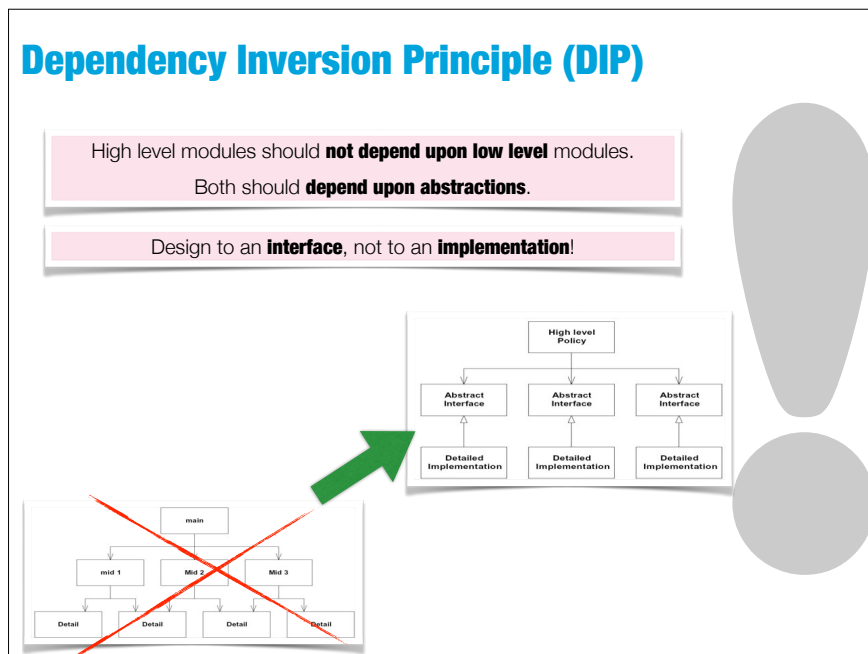 Dependency Inversion Principle (DIP)
High level modules should not depend upon low level modules.
Both should depend upon abstractions.
Design to an interface, not to an implementation!
High level
Policy
Abstract
Interface
Abstract
Interface
Abstract
Interface
Detailed
Implementation
Detailed
Implementation
Detailed
Implementation
main
mid 1
Mid 2
Mid 3
Detail
Detail
Detail
Detail